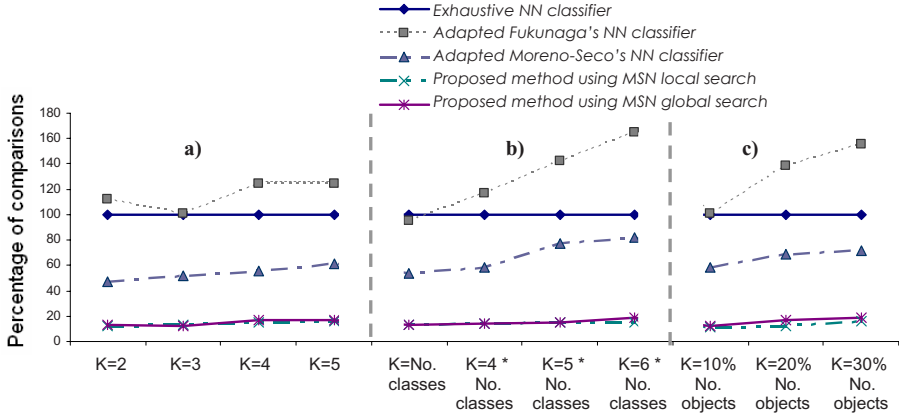 Exhaustive NN classifier
Adapted Fukunaga's NN classifier
Adapted Moreno-Seco's NN classifier
Proposed method using MSN local search
Proposed method using MSN global search
Percentage of comparisons
180
160
140
120
100
80
60
40
20
0
a)
b)
c)
K=2
K=3
K=4
K=5
K=No.
classes
K=4 *
No.
classes
K=5 *
No.
classes
K=6 *
No.
classes
K=10%
No.
objects
K=20%
No.
objects
K=30%
No.
objects